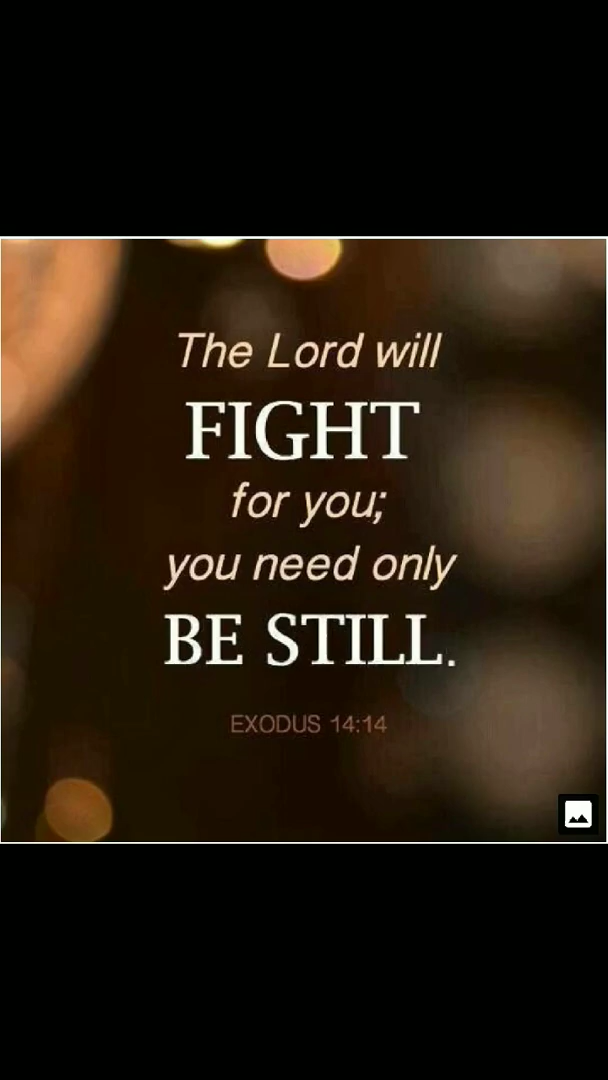 The Lord will
FIGHT
for you;
you need only
BE STILL.
EXODUS 14:14